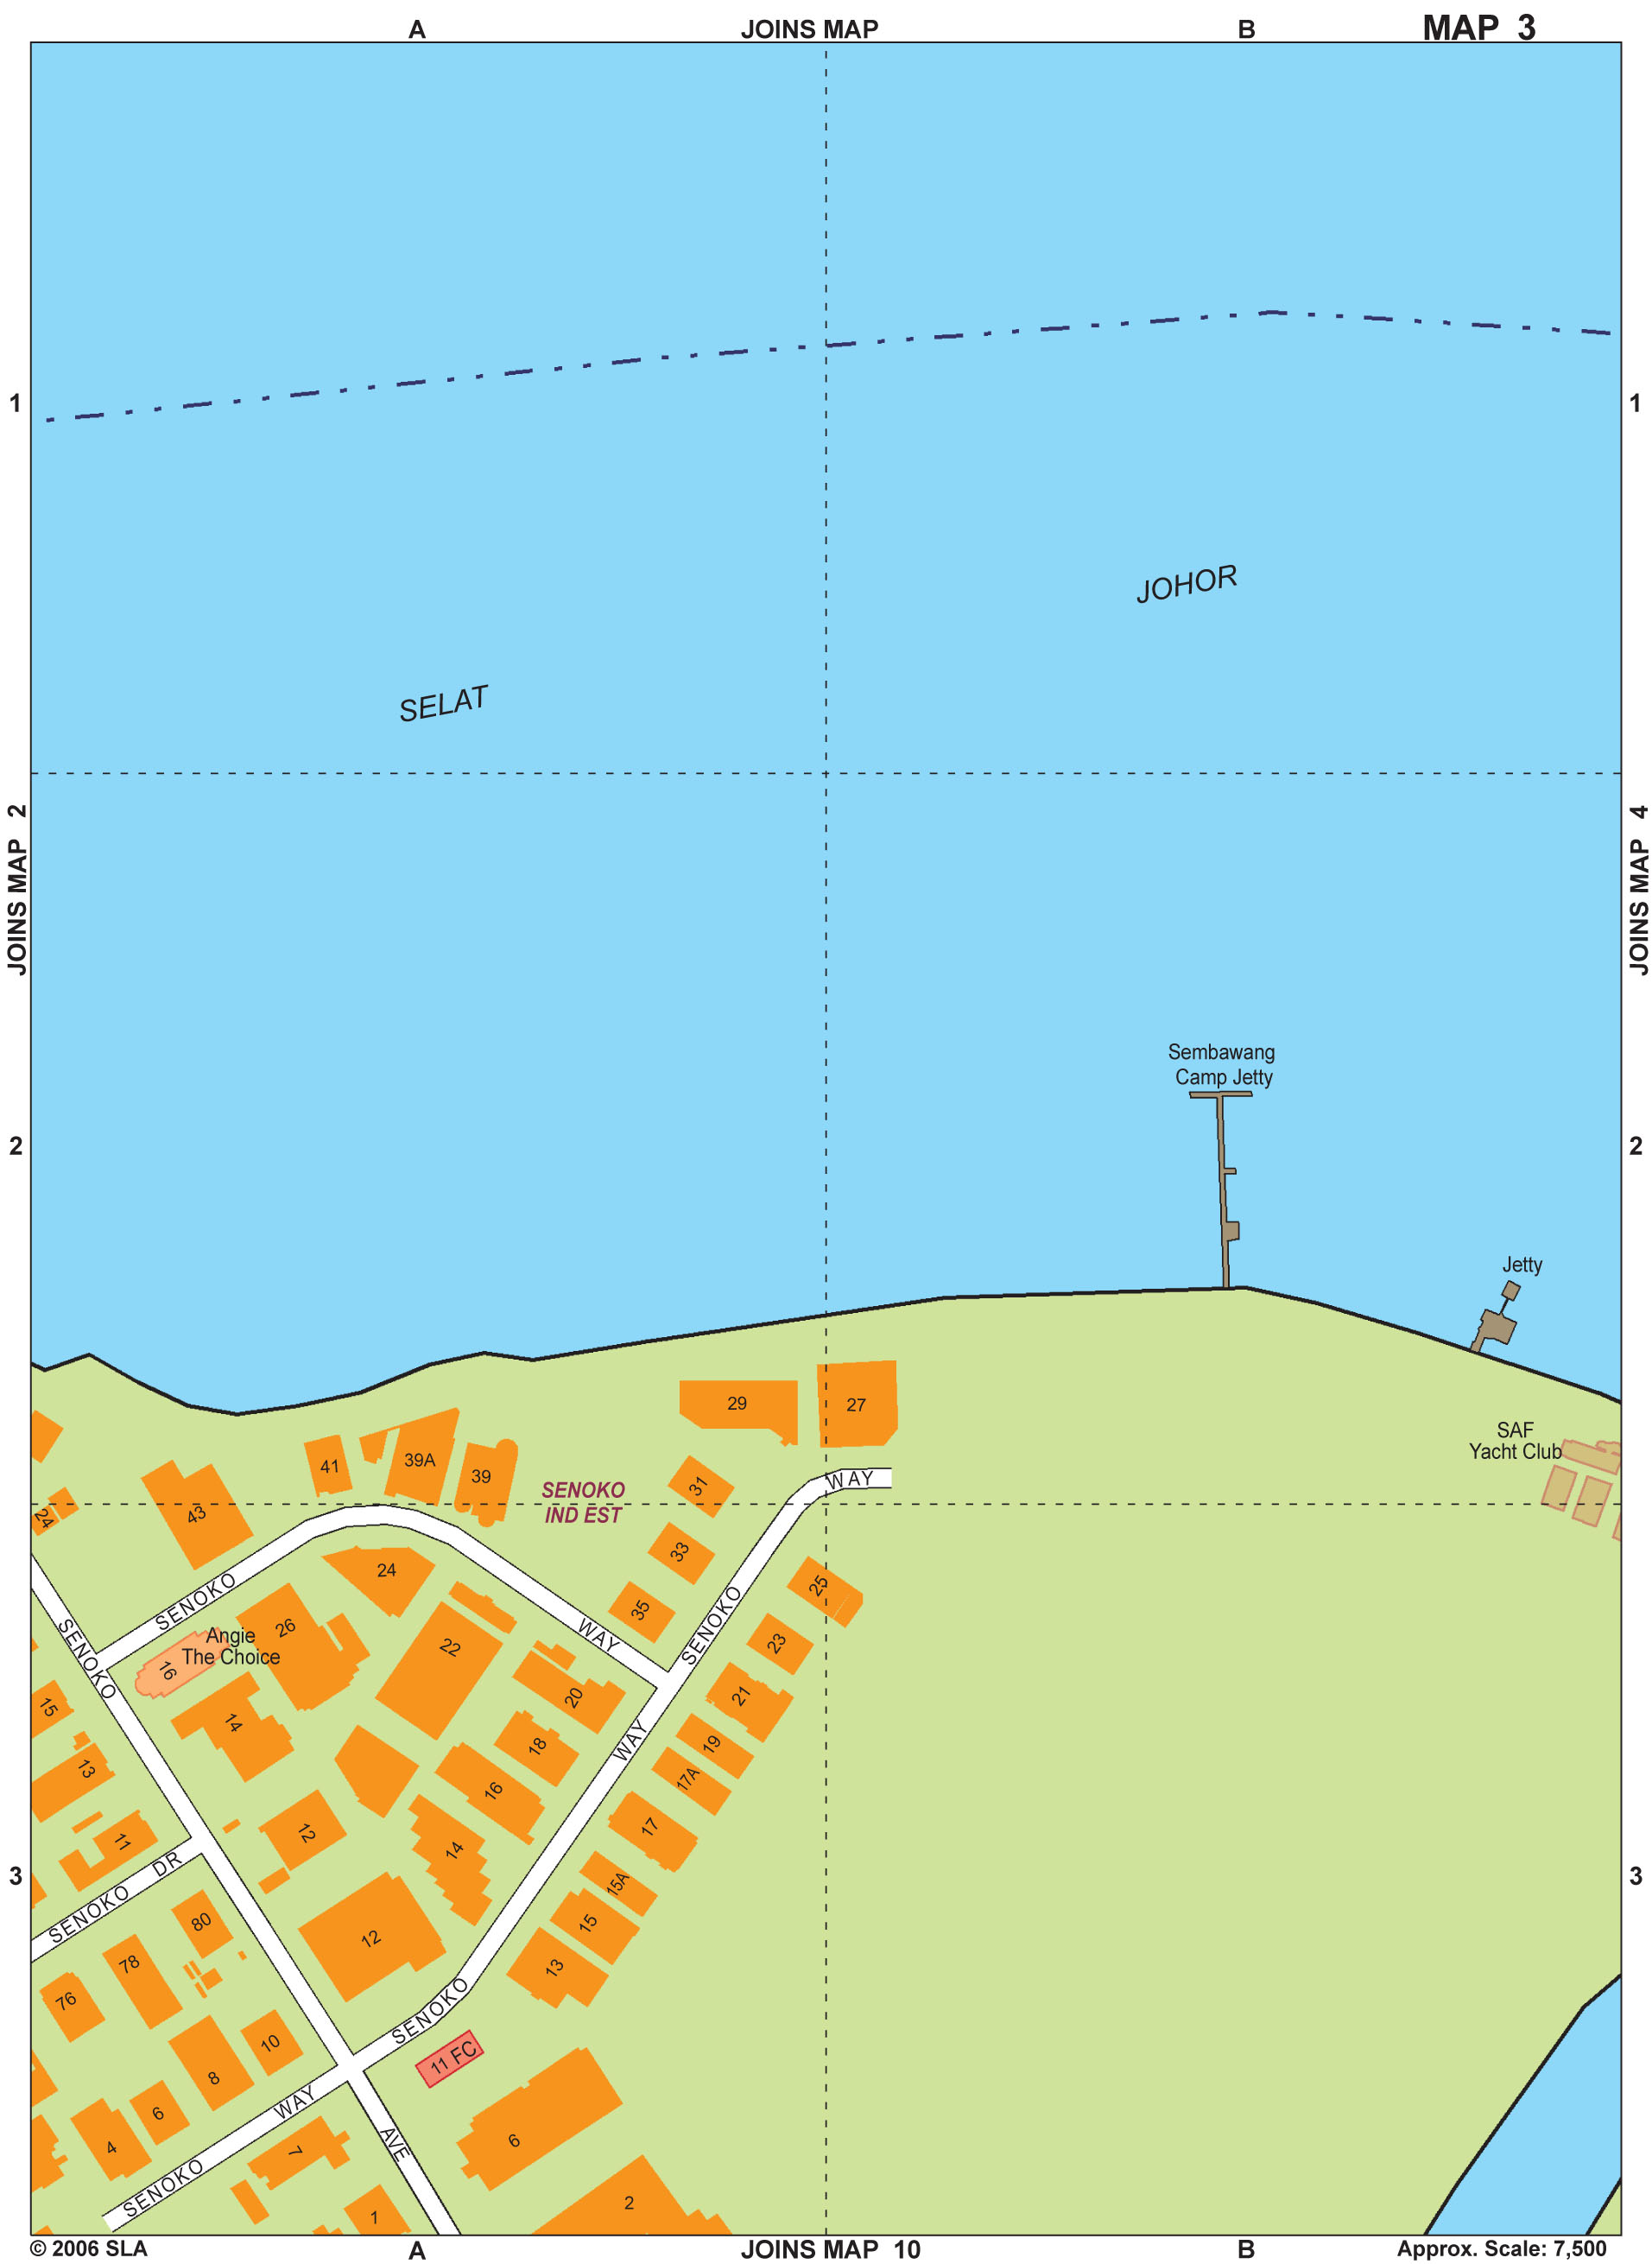 A
JOINS MAP
B
MAP 3
1
1
JOHOR
SELAT
JOINS MAP 2
JOINS MAP 4
Sembawang
Camp Jetty
2
2
Jetty
29
27
SAF
Yacht Club
41
39A
39
SENOKO
IND EST
31
WAY
43
24
33
24
25
SENOKO
35
SENOKO
26
Angie
The Choice
16
22
WAY
23
SENOKO
20
21
15
14
18
WAY
19
13
16
17A
12
17
11
14
DR
15A
3
3
SENOKO
80
12
15
78
13
76
SENOKO
10
11 FC
8
WAY
6
4
7
AVE
6
SENOKO
2
1
© 2006 SLA
A
JOINS MAP 10
B
Approx. Scale: 7,500